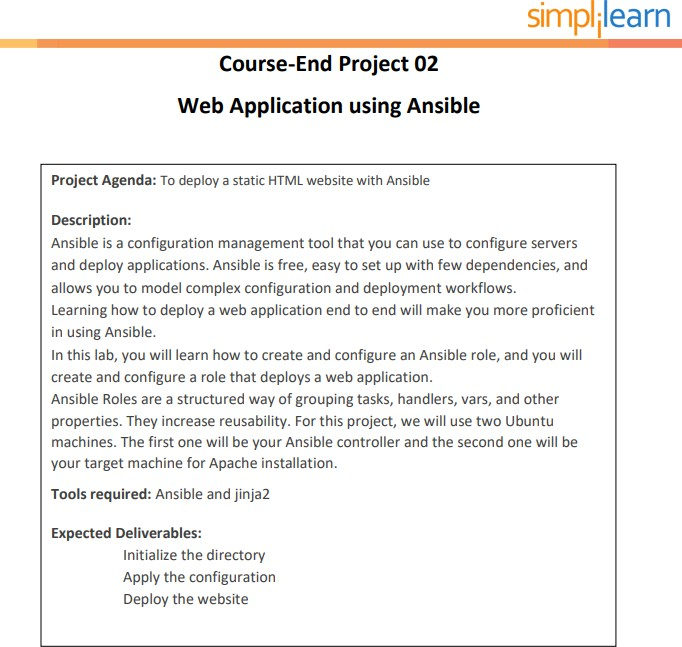 simplilearn
Course-End Project 02
Web Application using Ansible
Project Agenda: To deploy a static HTML website with Ansible
Description:
Ansible is a configuration management tool that you can use to configure servers
and deploy applications. Ansible is free, easy to set up with few dependencies, and
allows you to model complex configuration and deployment workflows.
Learning how to deploy a web application end to end will make you more proficient
in using Ansible.
In this lab, you will learn how to create and configure an Ansible role, and you will
create and configure a role that deploys a web application.
Ansible Roles are a structured way of grouping tasks, handlers, vars, and other
properties. They increase reusability. For this project, we will use two Ubuntu
machines. The first one will be your Ansible controller and the second one will be
your target machine for Apache installation.
Tools required: Ansible and jinja2
Expected Deliverables:
Initialize the directory
Apply the configuration
Deploy the website